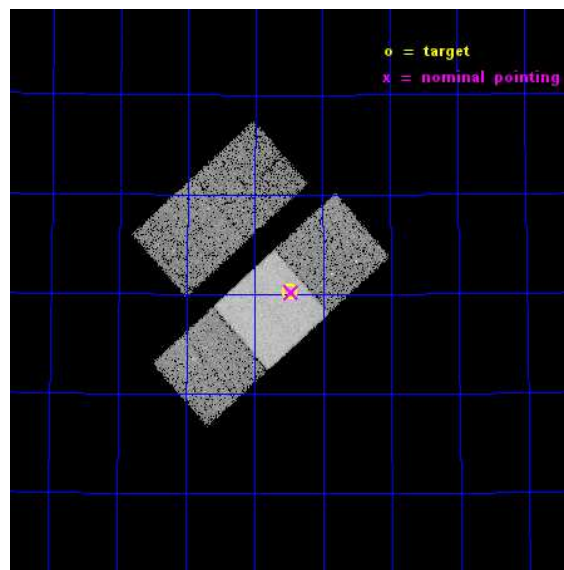 o = target
x = nominal pointing